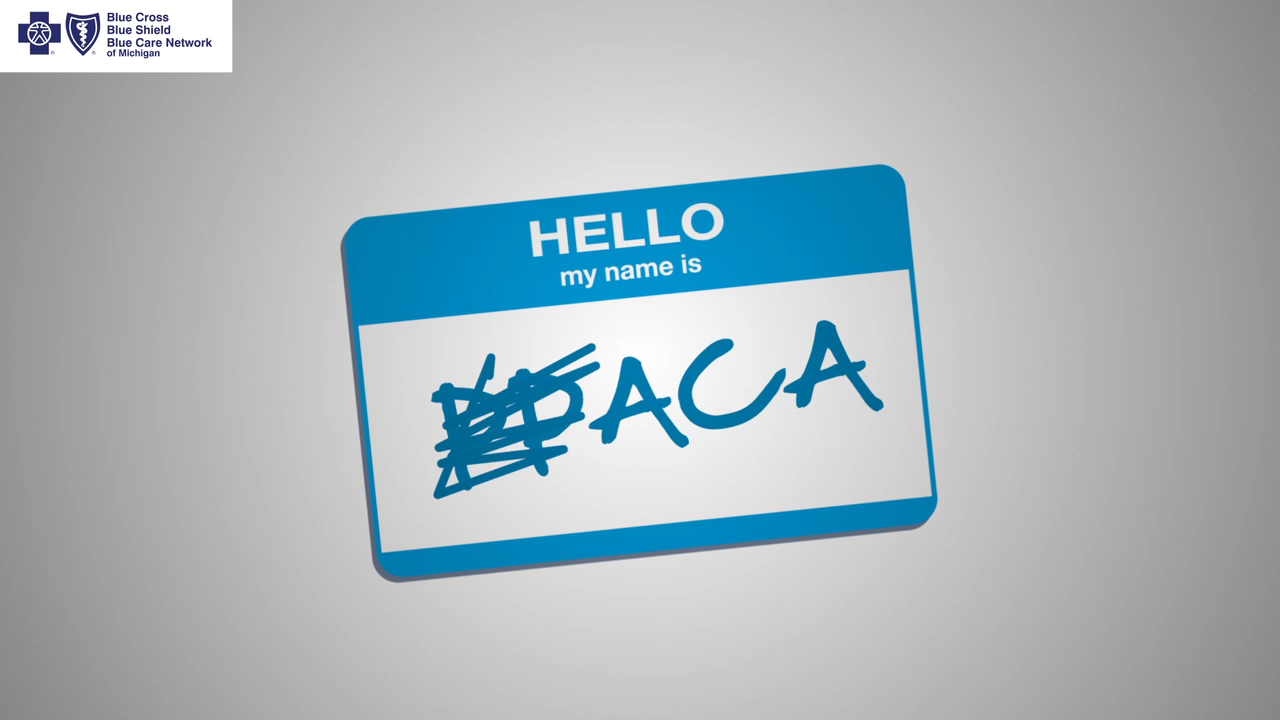 Blue Cross
Blue Shield
Blue Care Network
of Michigan
HELLO
my name is
ACA